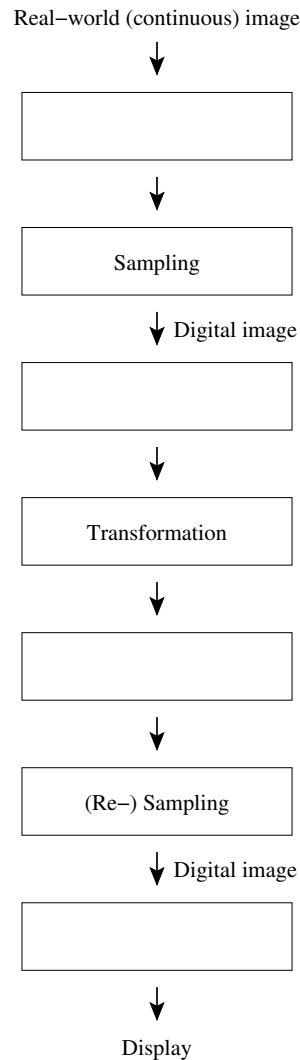 Real−world (continuous) image
Sampling
Digital image
Transformation
(Re−) Sampling
Digital image
Display